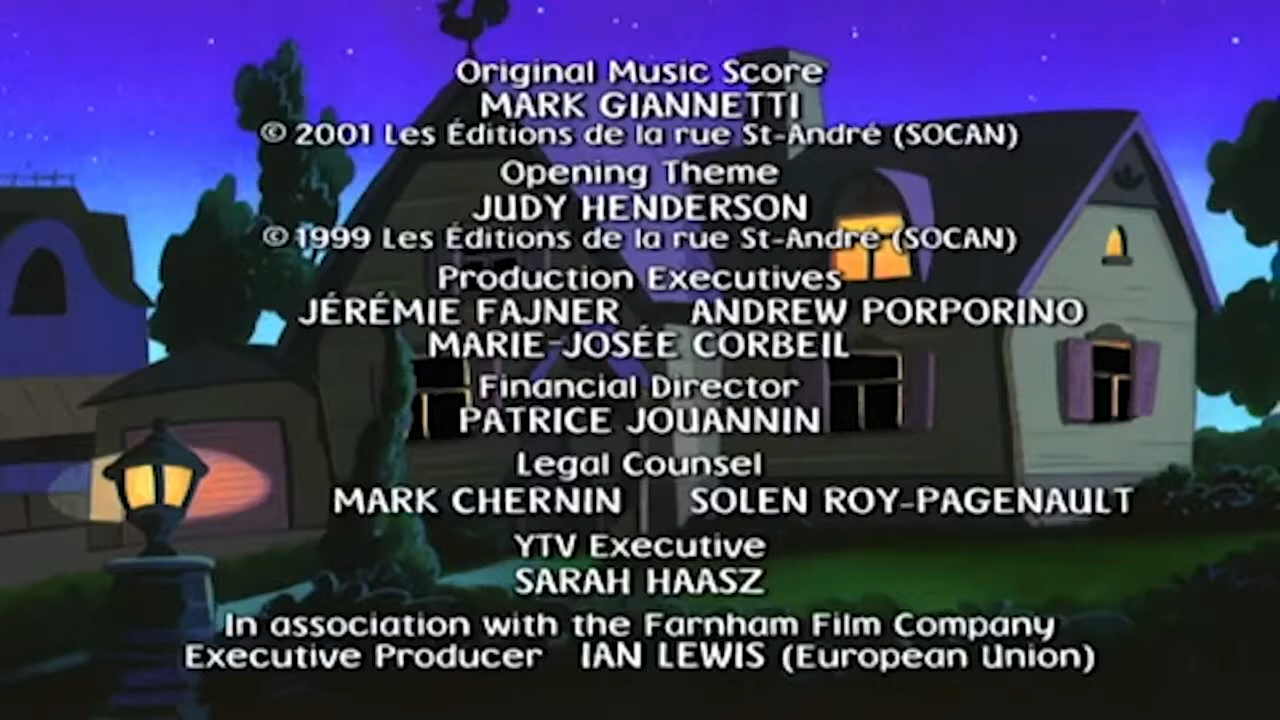 Original Music Score
MARK GIANNETTI
© 2001 Les Éditions de la rue St-André (SOCAN)
Opening Theme
JUDY HENDERSON
© 1999 Les Éditions de la rue St-André (SOCAN)
Production Executives
JÉRÉMIE FAJNER ANDREW PORPORINO
MARIE-JOSÉE CORBEIL
Financial Director
PATRICE JOUANNIN
Legal Counsel
MARK CHERNIN SOLEN ROY-PAGENAULT
YTV Executive
SARAH HAASZ
In association with the Farnham Film Company
Executive Producer IAN LEWIS (European Union)